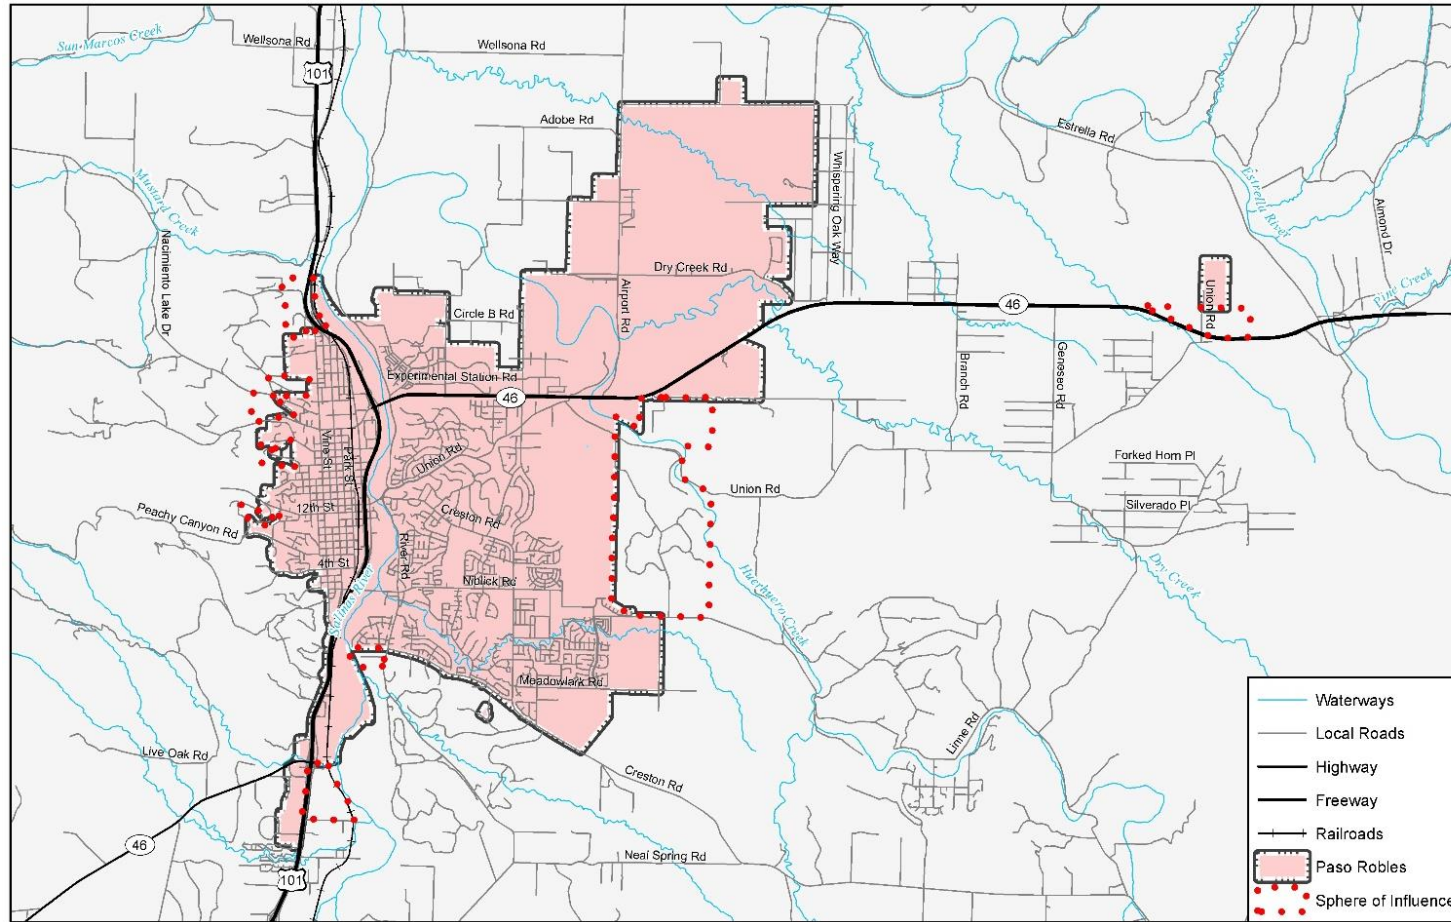 San Marcos Creek
Wellsona Rd
Wellsona Rd
101
Adobe Rd
Estrella Rd
Mustard Creek
Whispering Oak Way
Estrella River
Almond Dr
Nacimiento Lake Dr
Dry Creek Rd
Airport Rd
Union Rd
Pine Creek
46
Circle B Rd
Experimental Station Rd
46
Branch Rd
Geneseo Rd
Vine St
Park St
Union Rd
Forked Horn Pl
Union Rd
Silverado Pl
12th St
Creston Rd
Peachy Canyon Rd
River Rd
4th St
Niblick Rd
Huerhuero Creek
Dry Creek
Salinas River
Meadowlark Rd
Linne Rd
Live Oak Rd
Creston Rd
46
Neal Spring Rd
101
Waterways
Local Roads
Highway
Freeway
Railroads
Paso Robles
Sphere of Influence